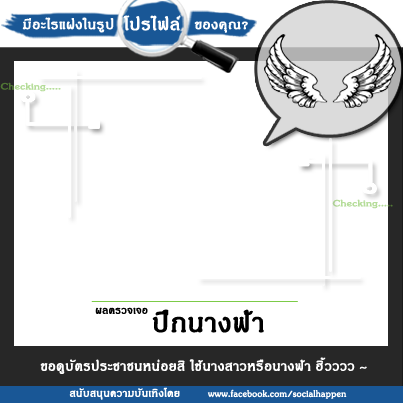 มีอะไรแฝงในรูป โปรไฟล์ ของคุณ?
Checking.....
Checking.....
ผลตรวจเจอ ปีกนางฟ้า
ขอดูบัตรประชาชนหน่อยสิ ใช้นางสาวหรือนางฟ้า ฮิ้วววว ~
สนับสนุนความบันเทิงโดย www.facebook.com/socialhappen